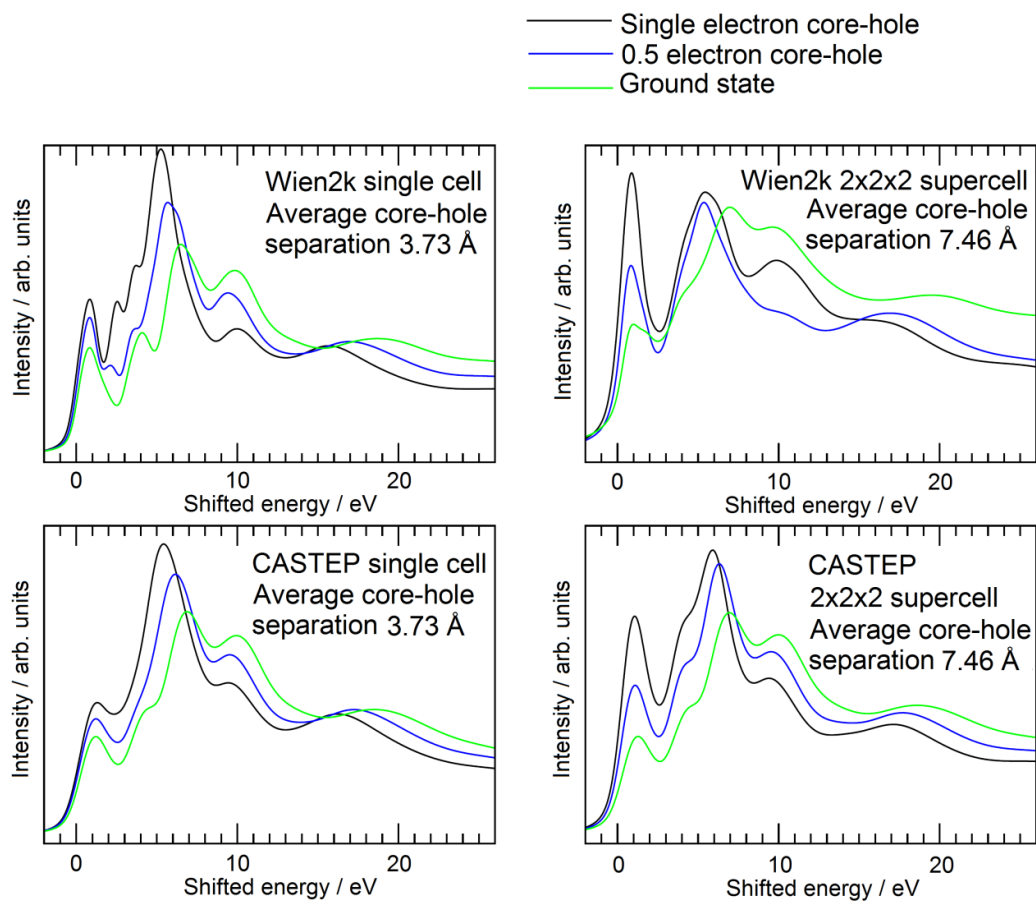 Single electron core-hole
0.5 electron core-hole
Ground state
Intensity / arb. units
Wien2k single cell
Average core-hole
separation 3.73 Å
0
10
20
Shifted energy / eV
Intensity / arb. units
Wien2k 2x2x2 supercell
Average core-hole
separation 7.46 Å
0
10
20
Shifted energy / eV
Intensity / arb. units
CASTEP single cell
Average core-hole
separation 3.73 Å
0
10
20
Shifted energy / eV
Intensity / arb. units
CASTEP
2x2x2 supercell
Average core-hole
separation 7.46 Å
0
10
20
Shifted energy / eV